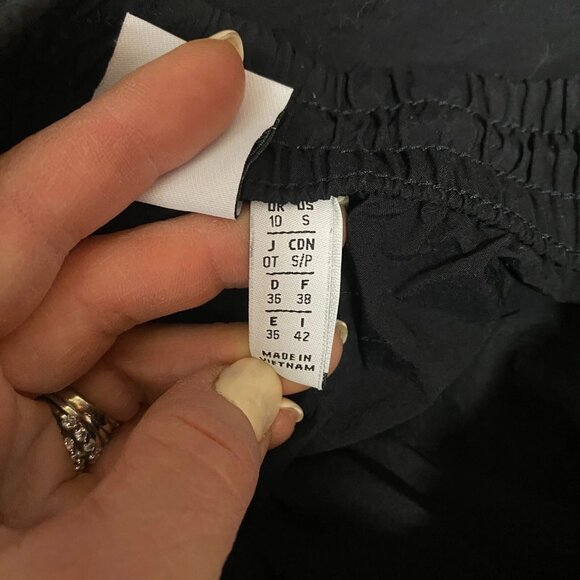 UK US
10 S
J CDN
OT S/P
D F
36 38
E I
36 42
MADE IN
VIETNAM